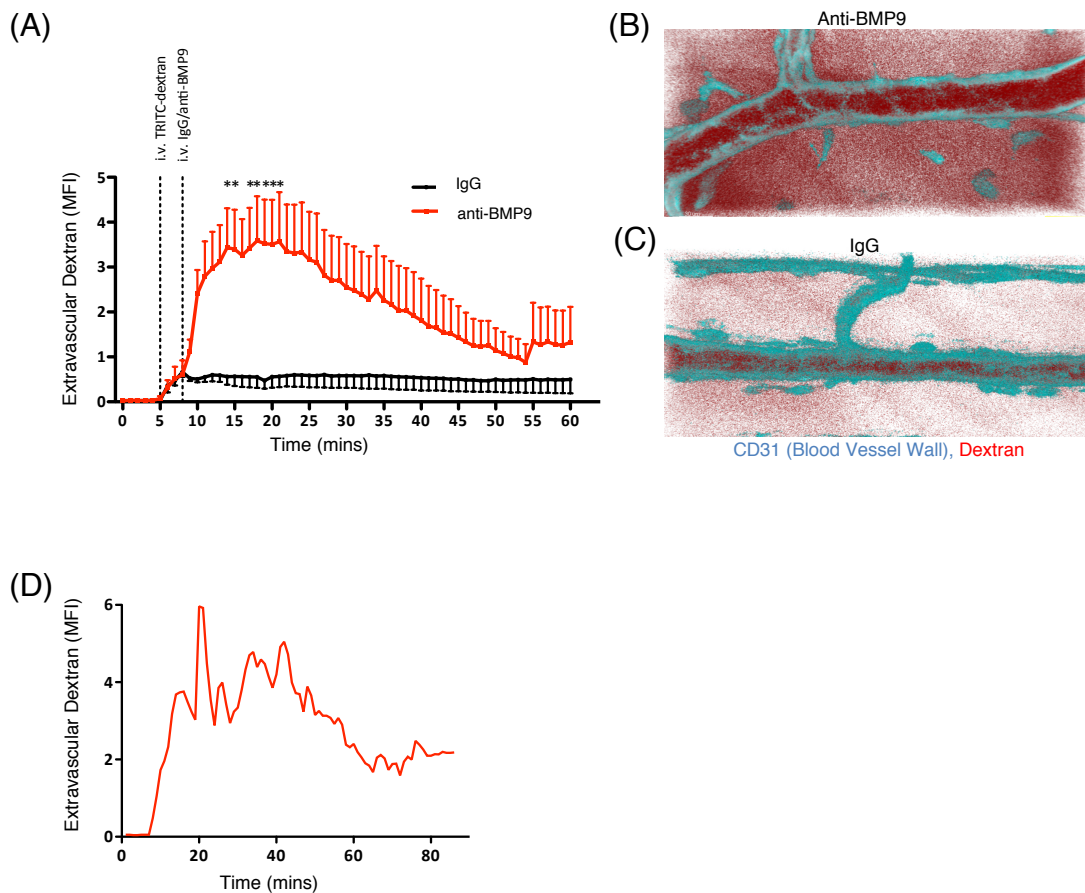 (A)
i.v. TRITC-dextran
i.v. IgG/anti-BMP9
Extravascular Dextran (MFI)
5
4
3
2
1
0
** *****
IgG
anti-BMP9
0 5 10 15 20 25 30 35 40 45 50 55 60
Time (mins)
(B)
Anti-BMP9
(C)
IgG
CD31 (Blood Vessel Wall), Dextran
(D)
Extravascular Dextran (MFI)
6
4
2
0
0 20 40 60 80
Time (mins)